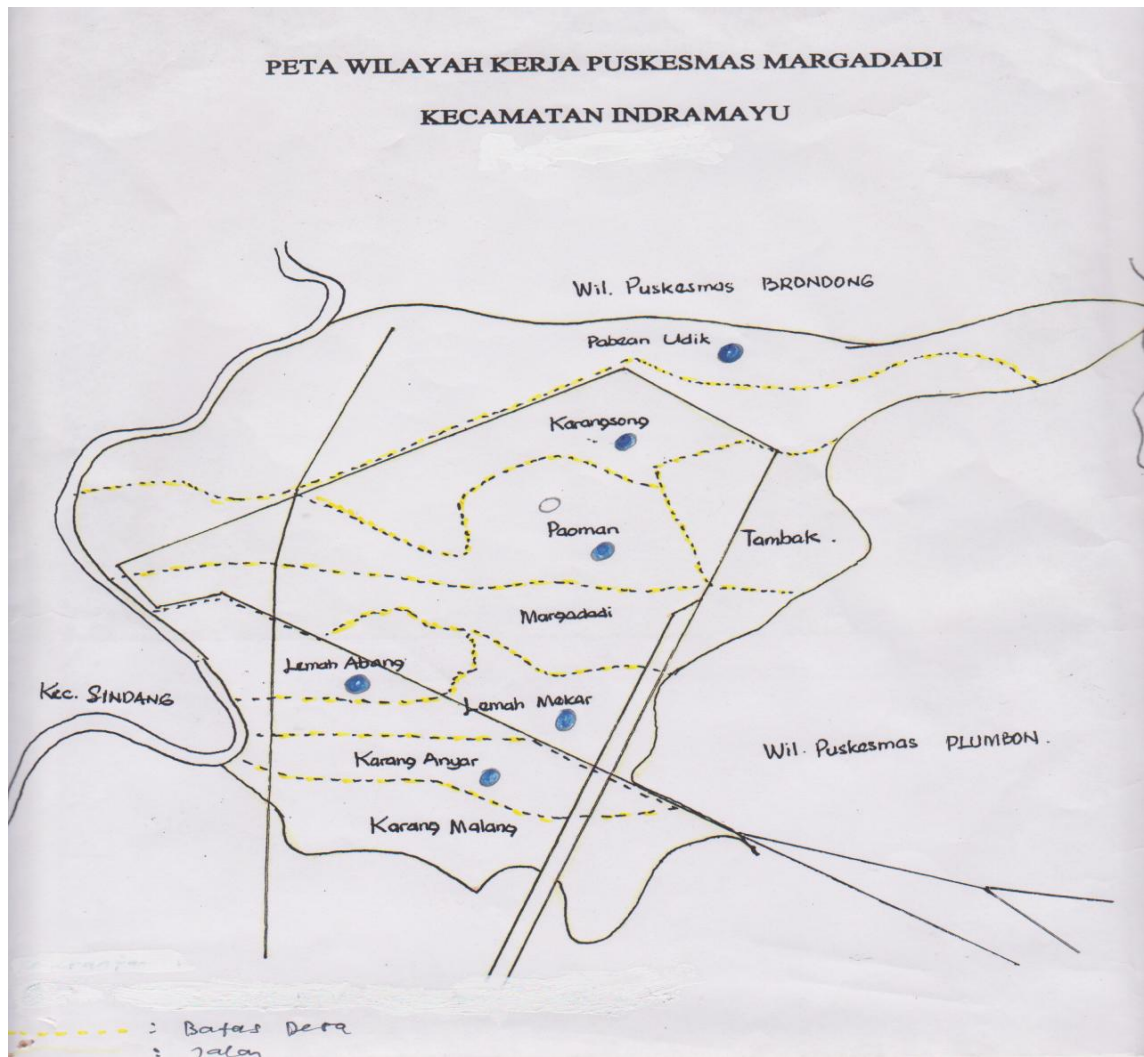 PETA WILAYAH KERJA PUSKESMAS MARGADADI
KECAMATAN INDRAMAYU
Wil. Puskesmas BRONDONG
Pabean Udik
Karangsong
Paoman
Tambak.
Margadadi
Lemah Abang
Kec. SINDANG
Lemah Mekar
Wil. Puskesmas PLUMBON.
Karang Anyar
Karang Malang
: Batas Desa
: Jalan